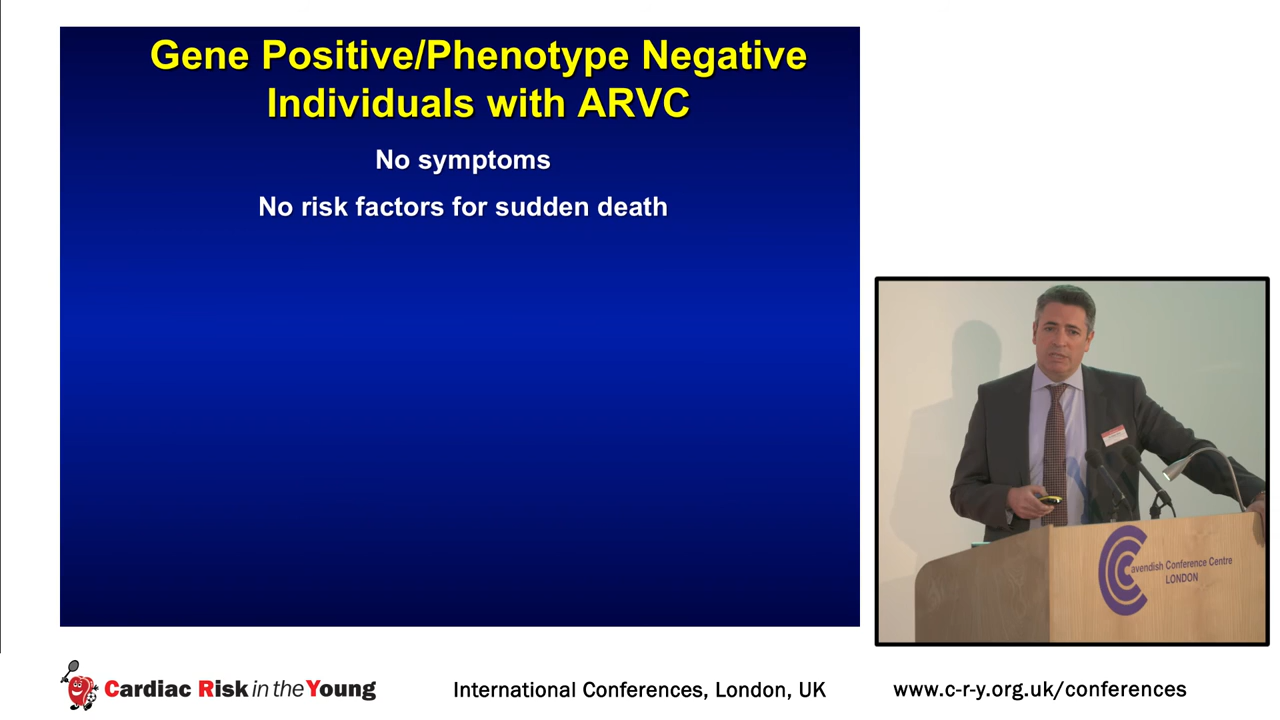 Gene Positive/Phenotype Negative
Individuals with ARVC
No symptoms
No risk factors for sudden death
avendish Conference Centre
LONDON
Cardiac Risk in the Young
International Conferences, London, UK
www.c-r-y.org.uk/conferences